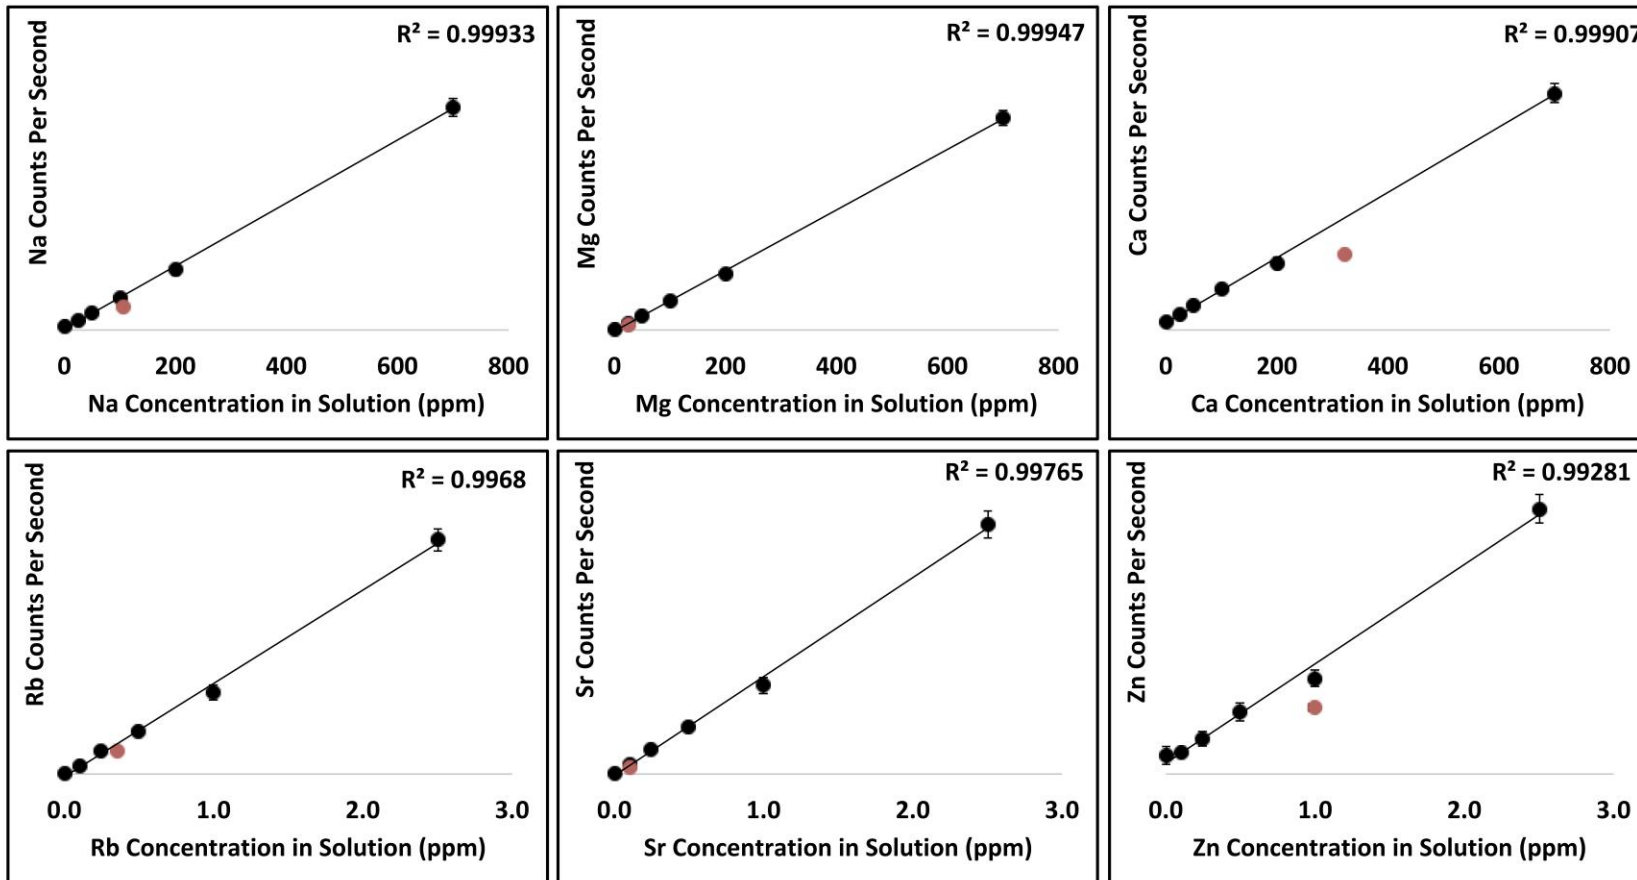 Na Counts Per Second
R² = 0.99933
0 200 400 600 800
Na Concentration in Solution (ppm)
Mg Counts Per Second
R² = 0.99947
0 200 400 600 800
Mg Concentration in Solution (ppm)
Ca Counts Per Second
R² = 0.99907
0 200 400 600 800
Ca Concentration in Solution (ppm)
Rb Counts Per Second
R² = 0.9968
0.0 1.0 2.0 3.0
Rb Concentration in Solution (ppm)
Sr Counts Per Second
R² = 0.99765
0.0 1.0 2.0 3.0
Sr Concentration in Solution (ppm)
Zn Counts Per Second
R² = 0.99281
0.0 1.0 2.0 3.0
Zn Concentration in Solution (ppm)